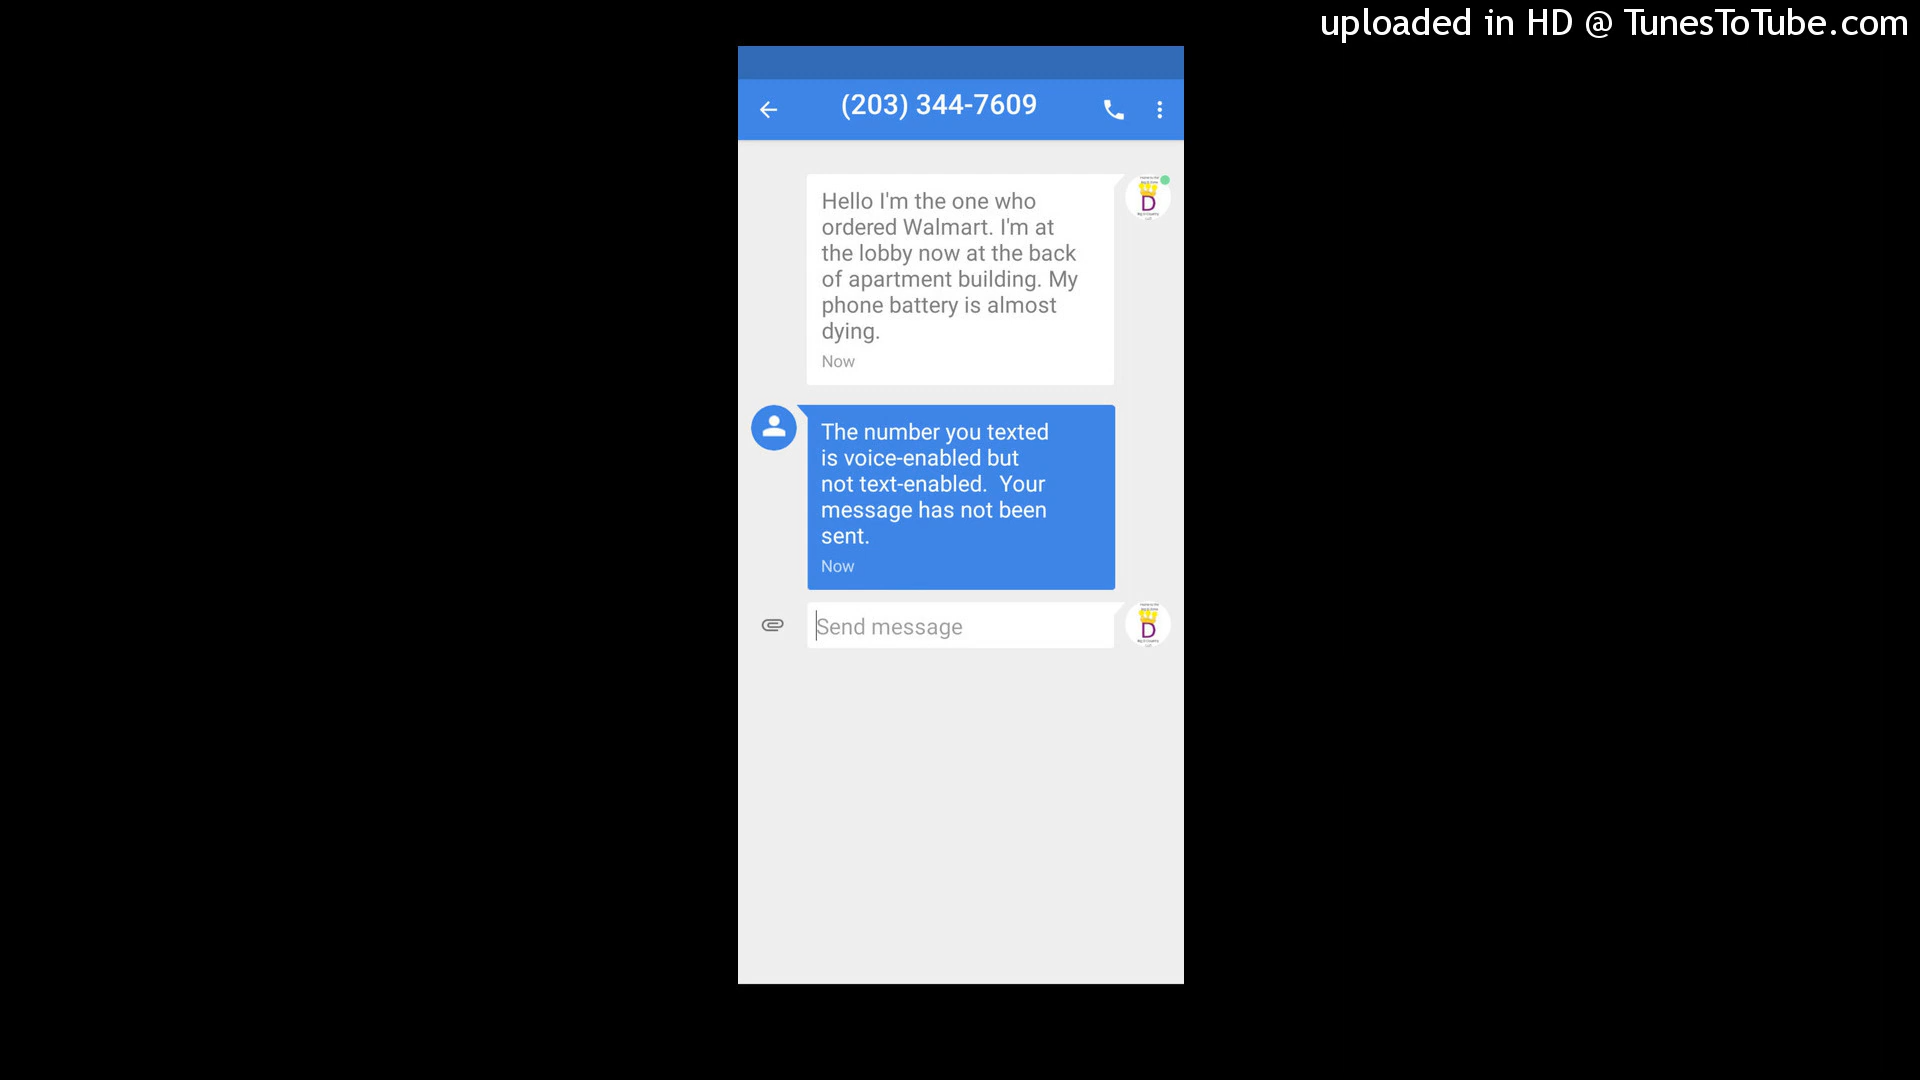 uploaded in HD @ TunesToTube.com
(203) 344-7609
Hello I'm the one who
ordered Walmart. I'm at
the lobby now at the back
of apartment building. My
phone battery is almost
dying.
Now
D
The number you texted
is voice-enabled but
not text-enabled.  Your
message has not been
sent.
Now
Send message
D